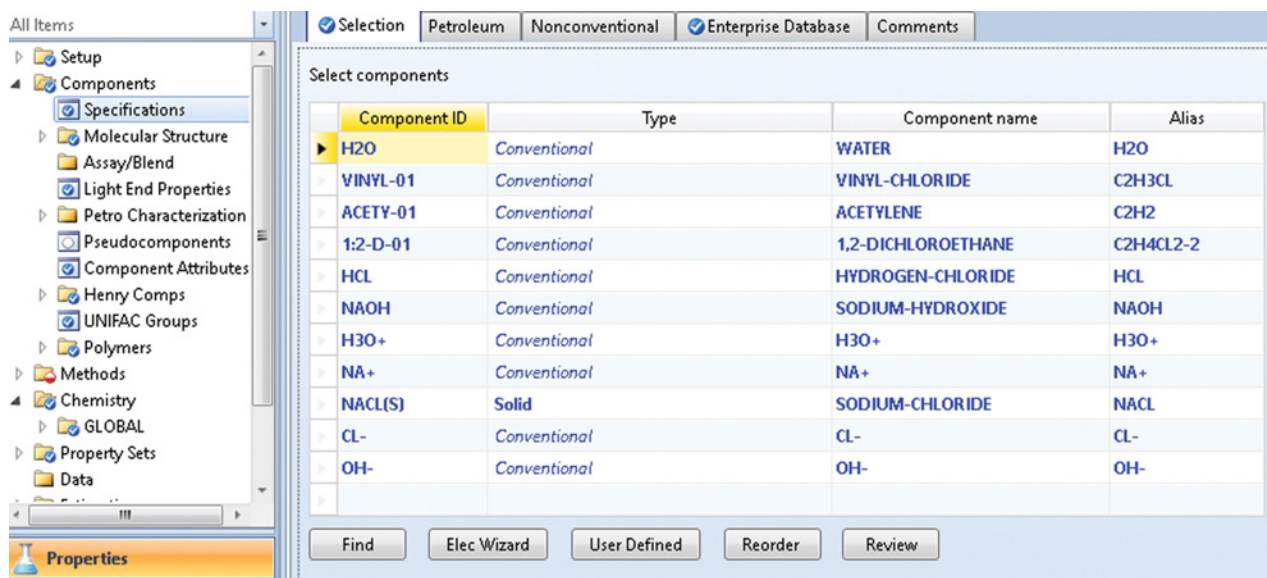 All Items
Setup
Components
Specifications
Molecular Structure
Assay/Blend
Light End Properties
Petro Characterization
Pseudocomponents
Component Attributes
Henry Comps
UNIFAC Groups
Polymers
Methods
Chemistry
GLOBAL
Property Sets
Data
Properties
Selection Petroleum Nonconventional Enterprise Database Comments
Select components
Component ID Type Component name Alias
H2O Conventional WATER H2O
VINYL-01 Conventional VINYL-CHLORIDE C2H3CL
ACETY-01 Conventional ACETYLENE C2H2
1:2-D-01 Conventional 1,2-DICHLOROETHANE C2H4CL2-2
HCL Conventional HYDROGEN-CHLORIDE HCL
NAOH Conventional SODIUM-HYDROXIDE NAOH
H3O+ Conventional H3O+ H3O+
NA+ Conventional NA+ NA+
NACL(S) Solid SODIUM-CHLORIDE NACL
CL- Conventional CL- CL-
OH- Conventional OH- OH-
Find Elec Wizard User Defined Reorder Review